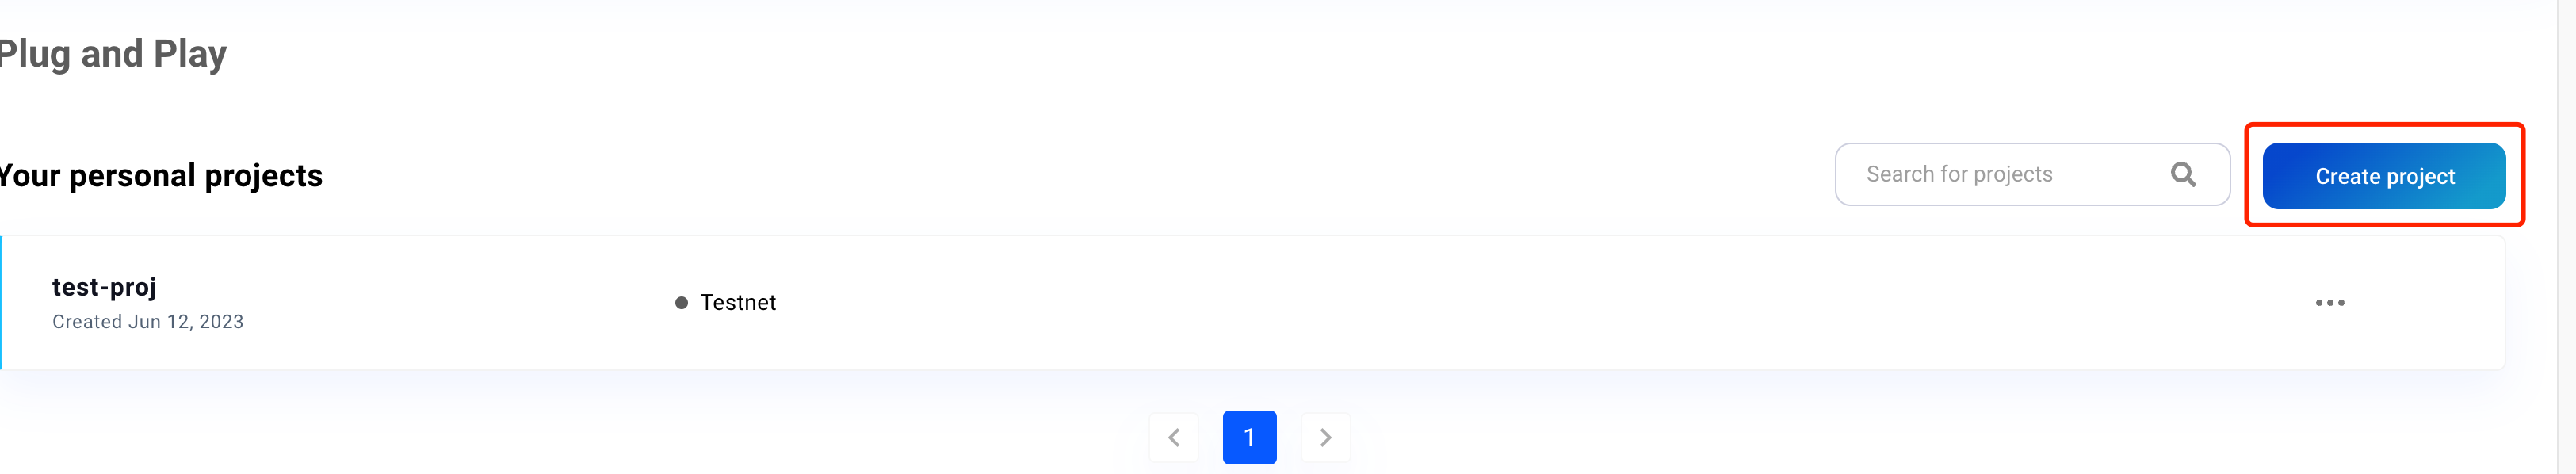 Plug and Play
Your personal projects
Search for projects
Create project
test-proj
Created Jun 12, 2023
Testnet
1